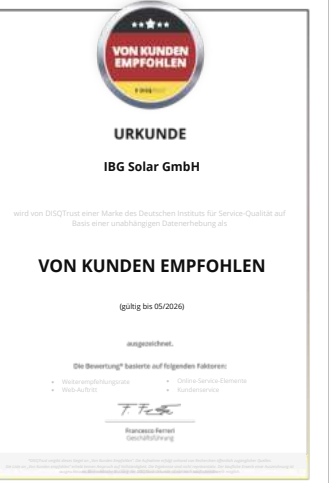 VON KUNDEN
EMPFOHLEN
URKUNDE
IBG Solar GmbH
wird von DISQTrust einer Marke des Deutschen Instituts für Service-Qualität auf
Basis einer unabhängigen Datenerhebung als
VON KUNDEN EMPFOHLEN
(gültig bis 05/2026)
ausgezeichnet.
Die Bewertung* basierte auf folgenden Faktoren:
• Weiterempfehlungsrate
• Online-Service-Elemente
• Web-Auftritt
• Kundenservice
Francesco Ferreri
Geschäftsführung